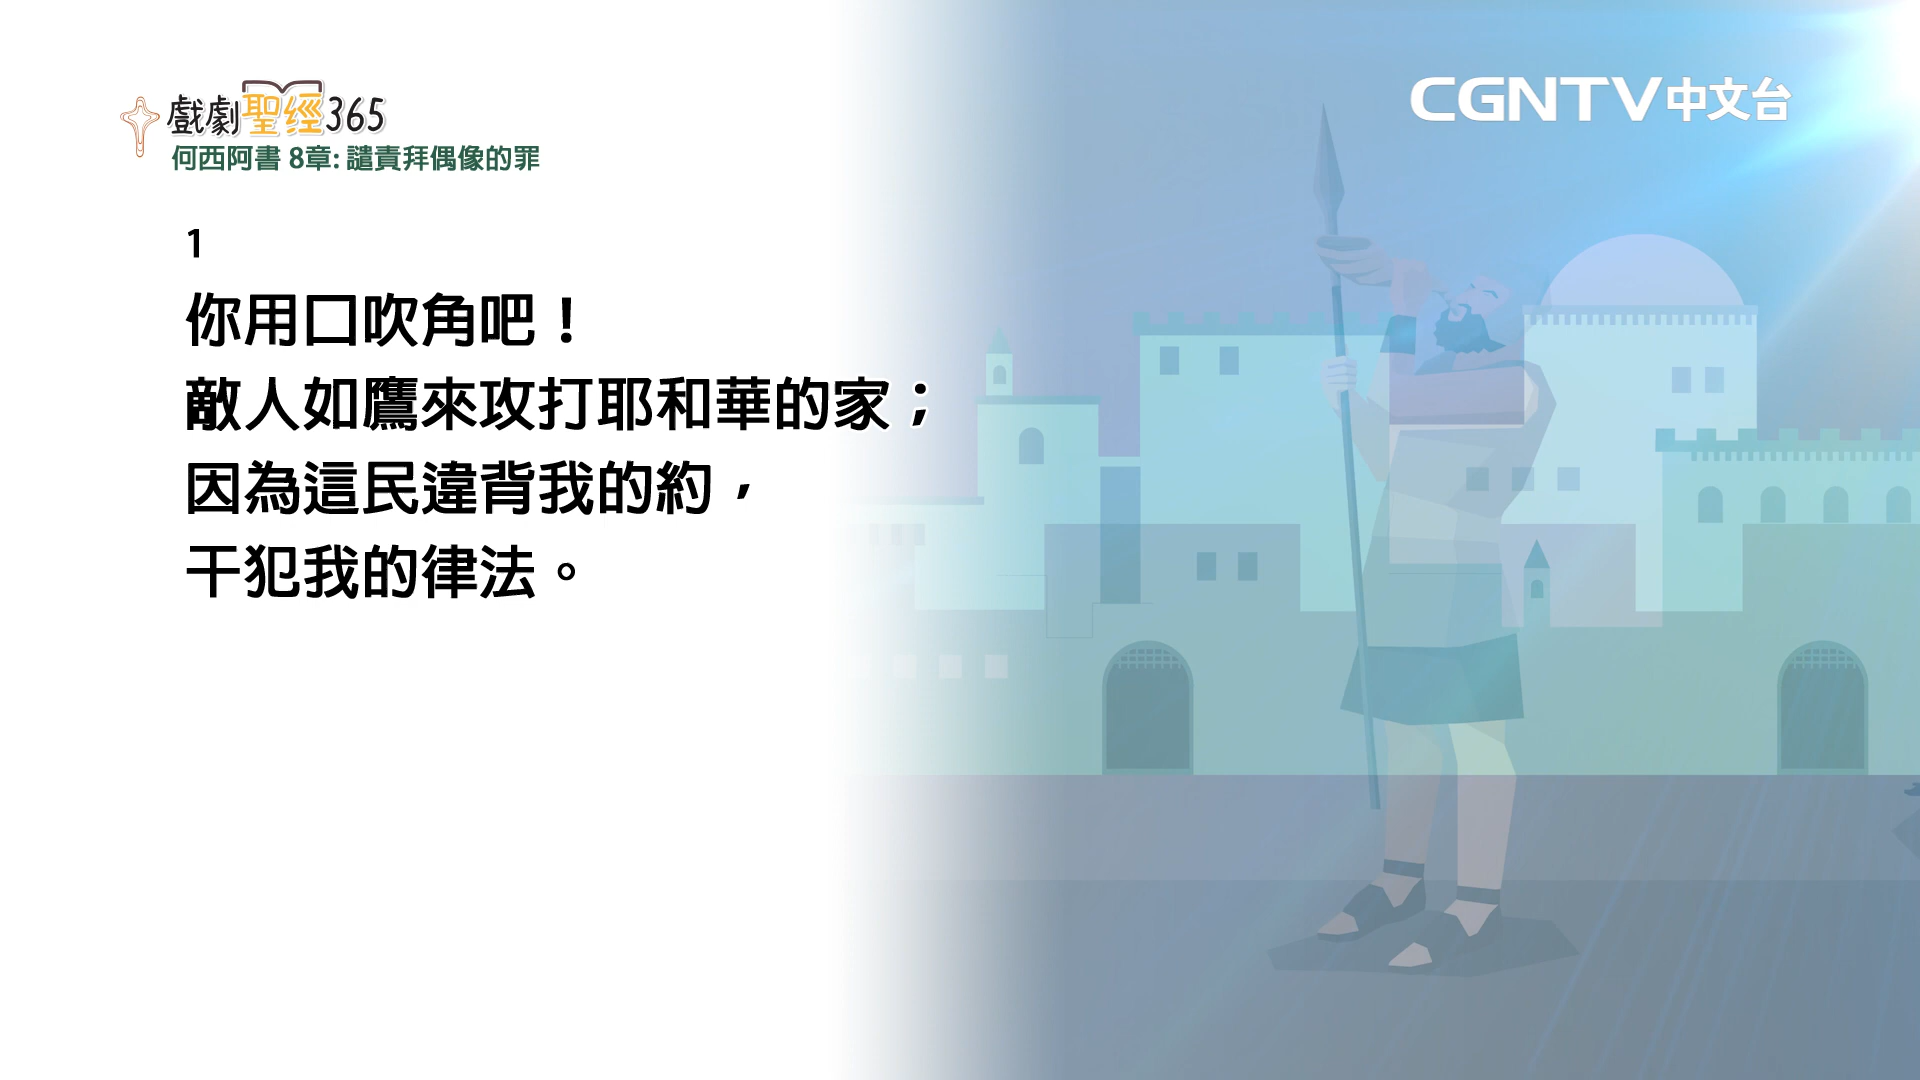 戲劇聖經365
CGNTV中文台
何西阿書 8章: 譴責拜偶像的罪
1
你用口吹角吧！
敵人如鷹來攻打耶和華的家；
因為這民違背我的約，
干犯我的律法。